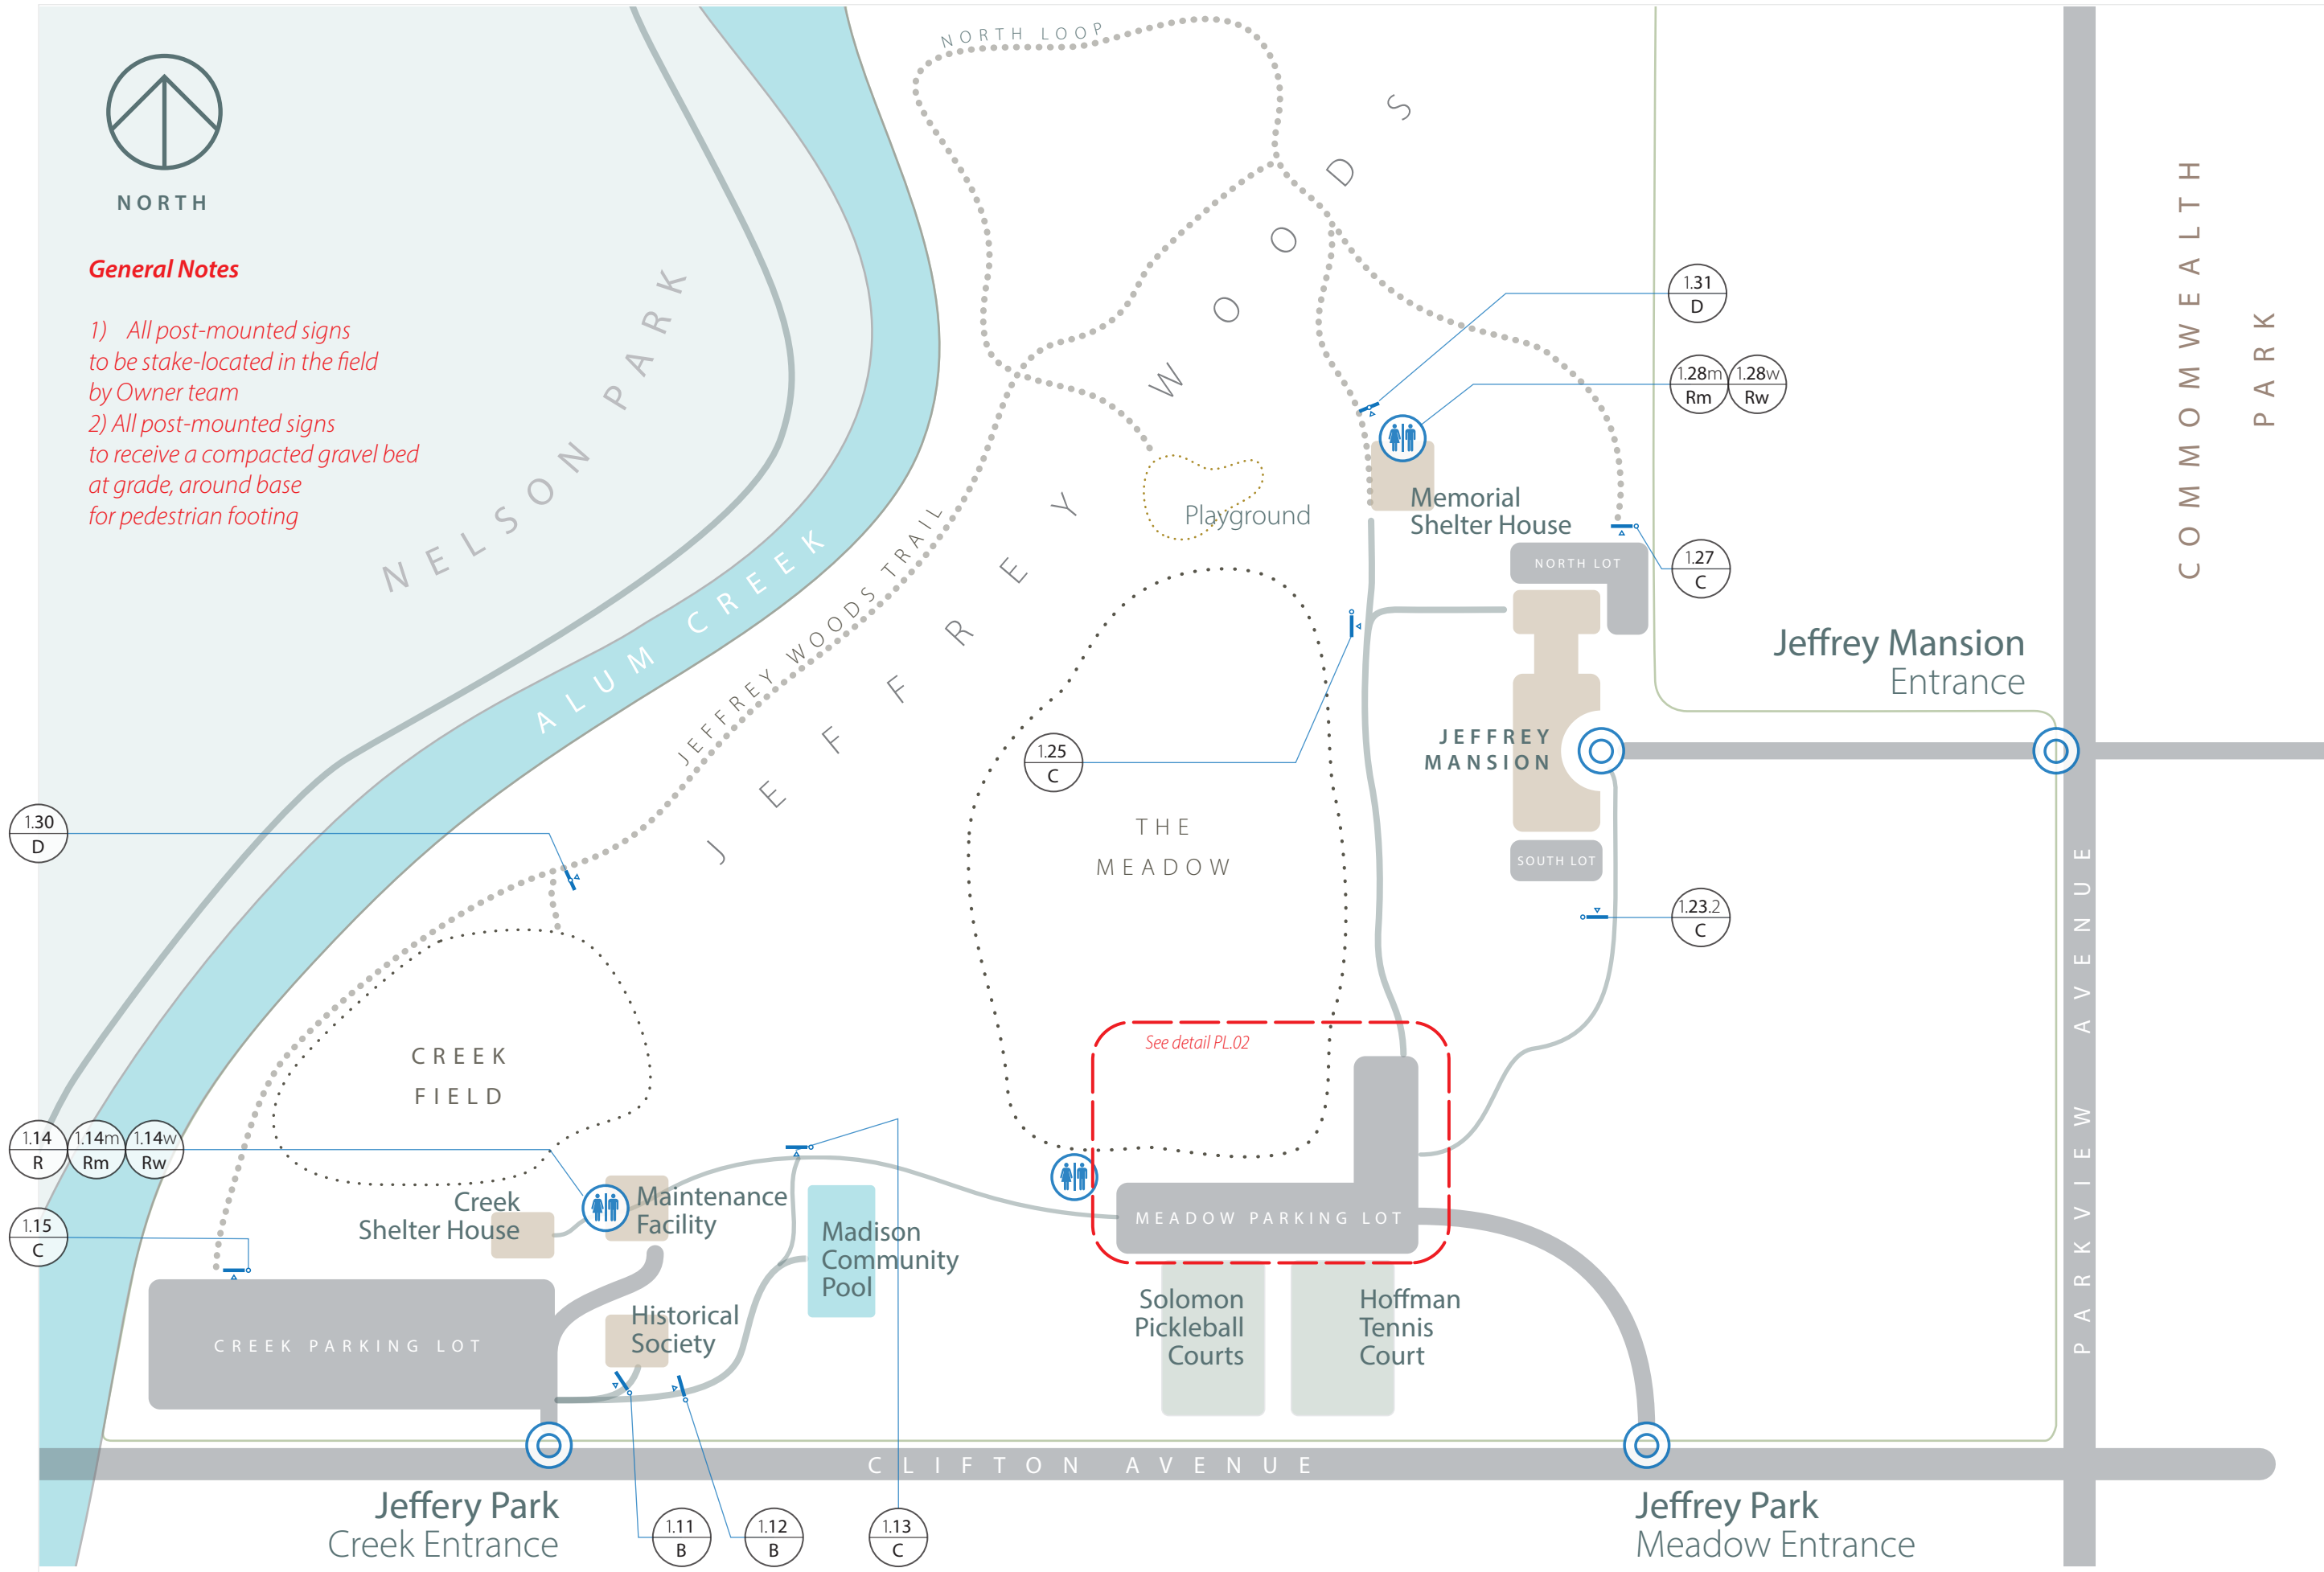 NORTH
General Notes
1) All post-mounted signs
to be stake-located in the field
by Owner team
2) All post-mounted signs
to receive a compacted gravel bed
at grade, around base
for pedestrian footing
NELSON PARK
ALUM CREEK
NORTH LOOP
JEFFREY WOODS TRAIL
JEFFREY WOODS
Playground
1.31
D
1.28m
Rm
1.28w
Rw
Memorial
Shelter House
NORTH LOT
1.27
C
COMMOMWEALTH
PARK
Jeffrey Mansion
Entrance
JEFFREY
MANSION
1.25
C
THE
MEADOW
SOUTH LOT
1.23.2
C
PARKVIEW AVENUE
1.30
D
CREEK
FIELD
See detail PL.02
1.14
R
1.14m
Rm
1.14w
Rw
1.15
C
Creek
Shelter House
Maintenance
Facility
Madison
Community
Pool
MEADOW PARKING LOT
Historical
Society
CREEK PARKING LOT
Solomon
Pickleball
Courts
Hoffman
Tennis
Court
CLIFTON AVENUE
Jeffery Park
Creek Entrance
1.11
B
1.12
B
1.13
C
Jeffrey Park
Meadow Entrance